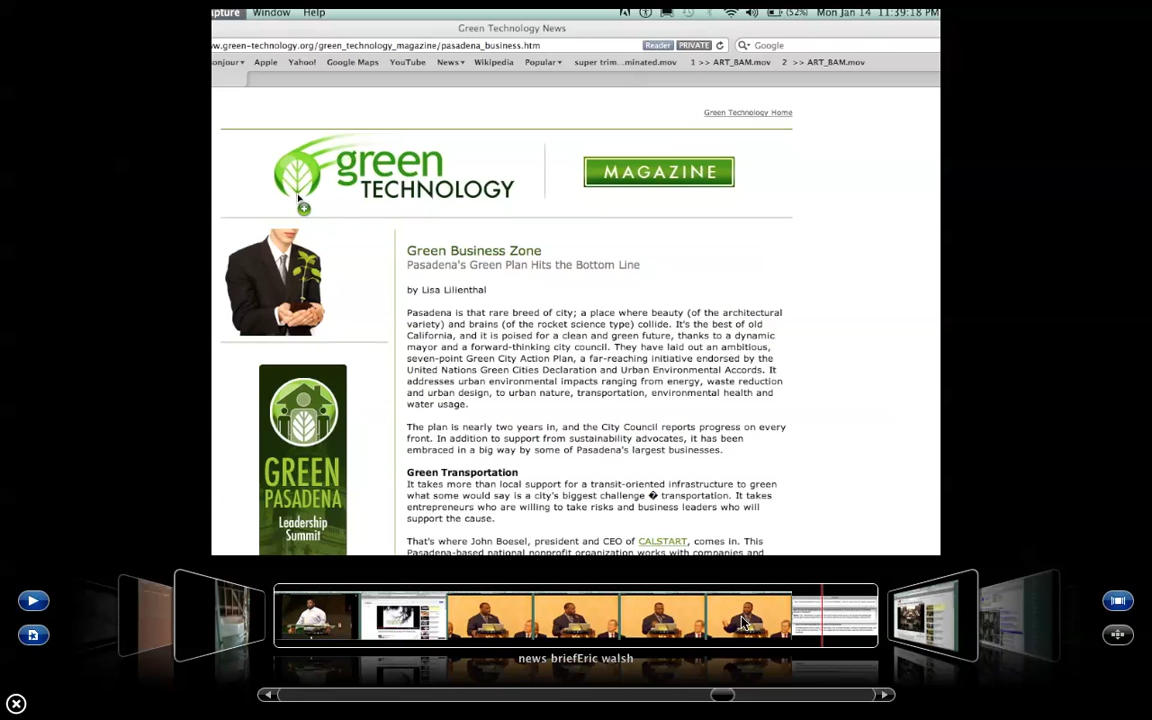 pture Window Help (52%) Mon Jan 14 11:39:18 PM
Green Technology News
w.green-technology.org/green_technology_magazine/pasadena_business.htm Reader PRIVATE Google
onjour Apple Yahoo! Google Maps YouTube News Wikipedia Popular super trim...minated.mov 1 >> ART_BAM.mov 2 >> ART_BAM.mov
Green Technology Home
green
TECHNOLOGY
MAGAZINE
Green Business Zone
Pasadena's Green Plan Hits the Bottom Line
by Lisa Lilienthal
Pasadena is that rare breed of city; a place where beauty (of the architectural
variety) and brains (of the rocket science type) collide. It's the best of old
California, and it is poised for a clean and green future, thanks to a dynamic
mayor and a forward-thinking city council. They have laid out an ambitious,
seven-point Green City Action Plan, a far-reaching initiative endorsed by the
United Nations Green Cities Declaration and Urban Environmental Accords. It
addresses urban environmental impacts ranging from energy, waste reduction
and urban design, to urban nature, transportation, environmental health and
water usage.
The plan is nearly two years in, and the City Council reports progress on every
front. In addition to support from sustainability advocates, it has been
embraced in a big way by some of Pasadena's largest businesses.
Green Transportation
It takes more than local support for a transit-oriented infrastructure to green
what some would say is a city's biggest challenge � transportation. It takes
entrepreneurs who are willing to take risks and business leaders who will
support the cause.
That's where John Boesel, president and CEO of CALSTART, comes in. This
Pasadena-based national nonprofit organization works with companies and
GREEN
PASADENA
Leadership
Summit
news briefEric walsh